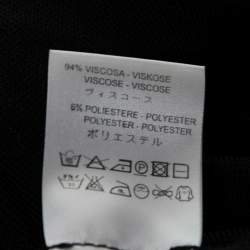 94% VISCOSA - VISKOSE
VISCOSE - VISCOSE
ヴィスコース
6% POLIESTERE - POLYESTER
POLYESTER - POLYESTER
ポリエステル